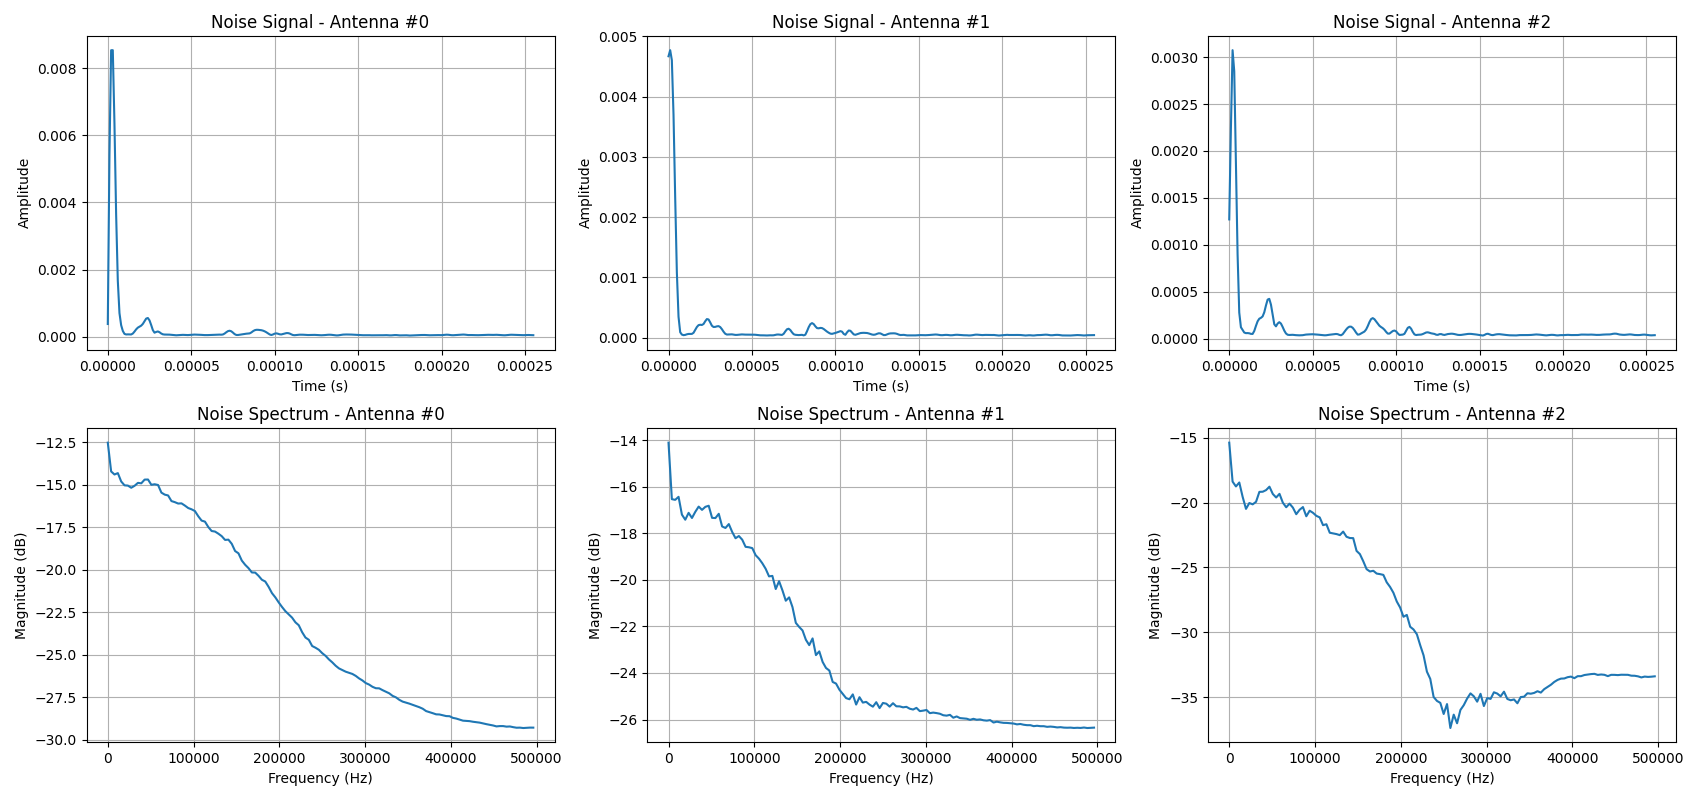 Noise Signal - Antenna #0
Noise Signal - Antenna #1
Noise Signal - Antenna #2
Amplitude
0.008
0.006
0.004
0.002
0.000
0.00000 0.00005 0.00010 0.00015 0.00020 0.00025
Time (s)
Amplitude
0.005
0.004
0.003
0.002
0.001
0.000
0.00000 0.00005 0.00010 0.00015 0.00020 0.00025
Time (s)
Amplitude
0.0030
0.0025
0.0020
0.0015
0.0010
0.0005
0.0000
0.00000 0.00005 0.00010 0.00015 0.00020 0.00025
Time (s)
Noise Spectrum - Antenna #0
Noise Spectrum - Antenna #1
Noise Spectrum - Antenna #2
Magnitude (dB)
−12.5
−15.0
−17.5
−20.0
−22.5
−25.0
−27.5
−30.0
0 100000 200000 300000 400000 500000
Frequency (Hz)
Magnitude (dB)
−14
−16
−18
−20
−22
−24
−26
0 100000 200000 300000 400000 500000
Frequency (Hz)
Magnitude (dB)
−15
−20
−25
−30
−35
0 100000 200000 300000 400000 500000
Frequency (Hz)